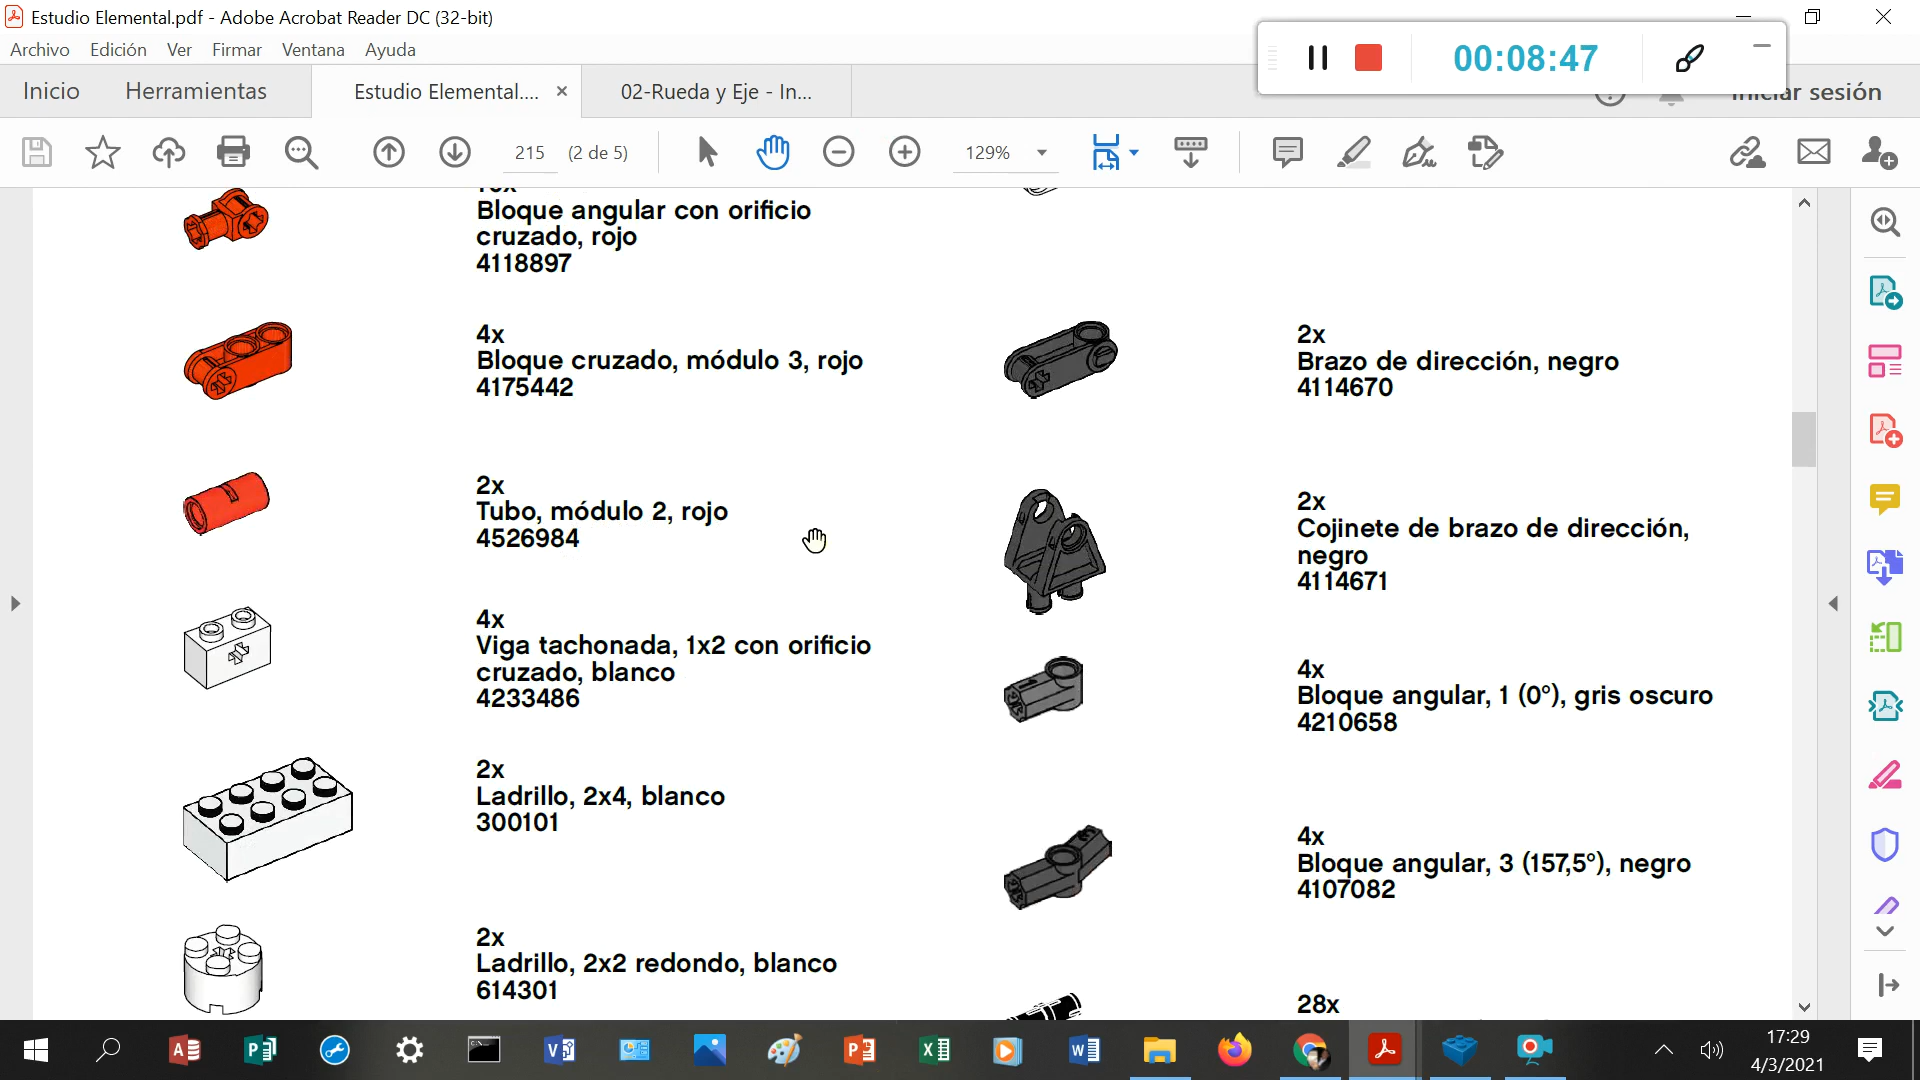 Estudio Elemental.pdf - Adobe Acrobat Reader DC (32-bit)
Archivo Edición Ver Firmar Ventana Ayuda
00:08:47
Inicio Herramientas Estudio Elemental.... × 02-Rueda y Eje - In... Iniciar sesión
215 (2 de 5) 129%
Bloque angular con orificio
cruzado, rojo
4118897
4x
Bloque cruzado, módulo 3, rojo
4175442
2x
Tubo, módulo 2, rojo
4526984
4x
Viga tachonada, 1x2 con orificio
cruzado, blanco
4233486
2x
Ladrillo, 2x4, blanco
300101
2x
Ladrillo, 2x2 redondo, blanco
614301
2x
Brazo de dirección, negro
4114670
2x
Cojinete de brazo de dirección,
negro
4114671
4x
Bloque angular, 1 (0°), gris oscuro
4210658
4x
Bloque angular, 3 (157,5°), negro
4107082
28x
17:29
4/3/2021